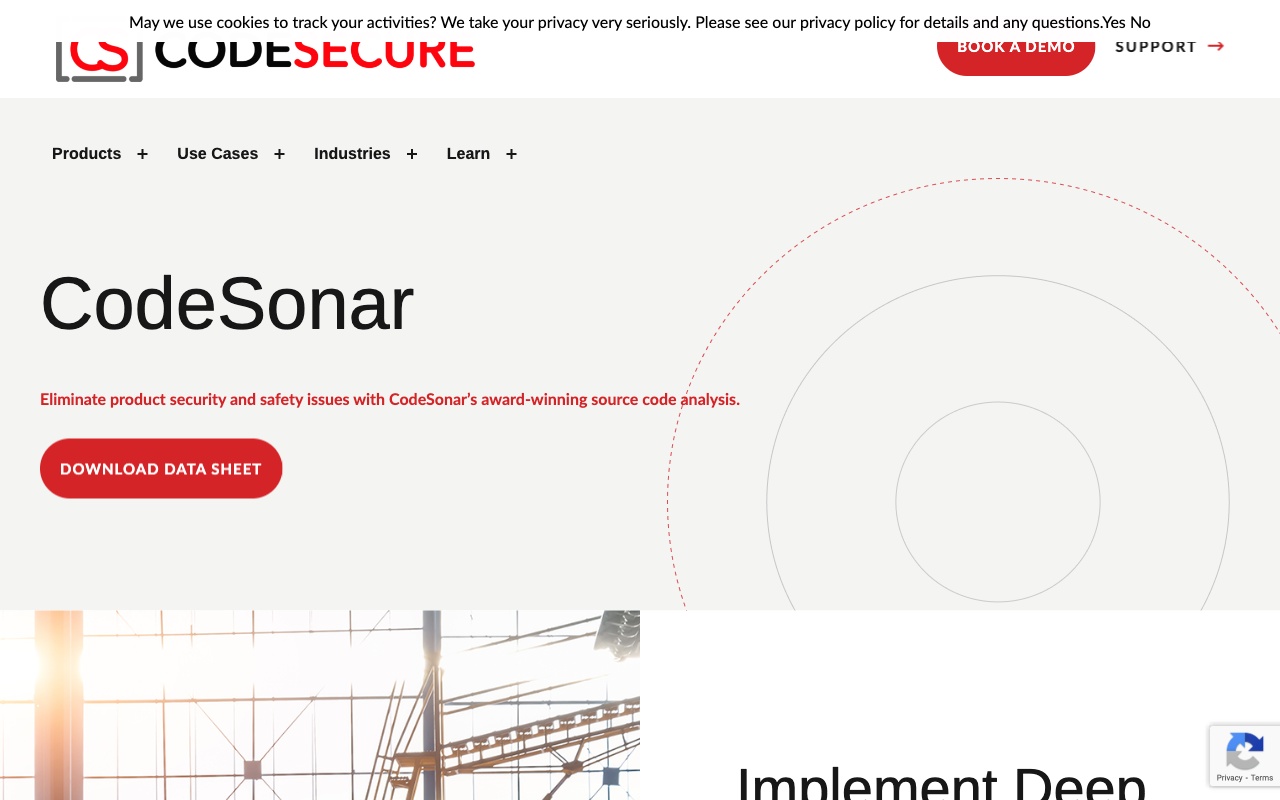 May we use cookies to track your activities? We take your privacy very seriously. Please see our privacy policy for details and any questions.Yes No
CS CODESECURE
BOOK A DEMO
SUPPORT →
Products +
Use Cases +
Industries +
Learn +
CodeSonar
Eliminate product security and safety issues with CodeSonar's award-winning source code analysis.
DOWNLOAD DATA SHEET
Implement Deep
Privacy - Terms